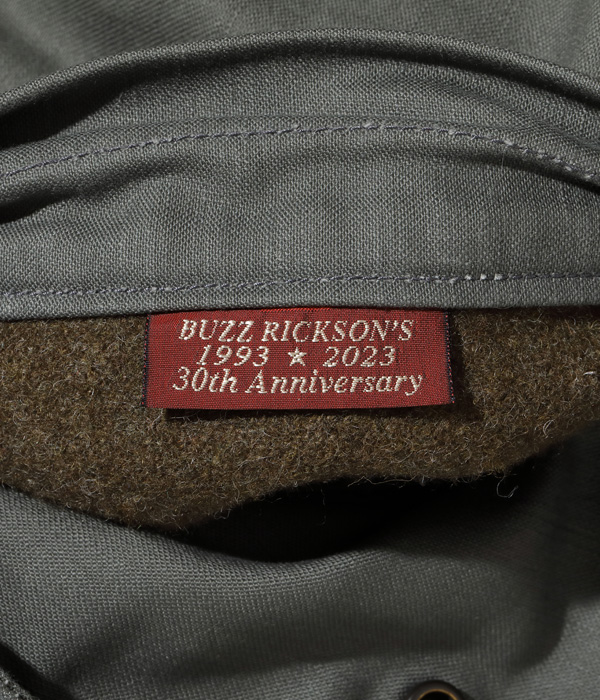 BUZZ RICKSON'S
1993 ★ 2023
30th Anniversary